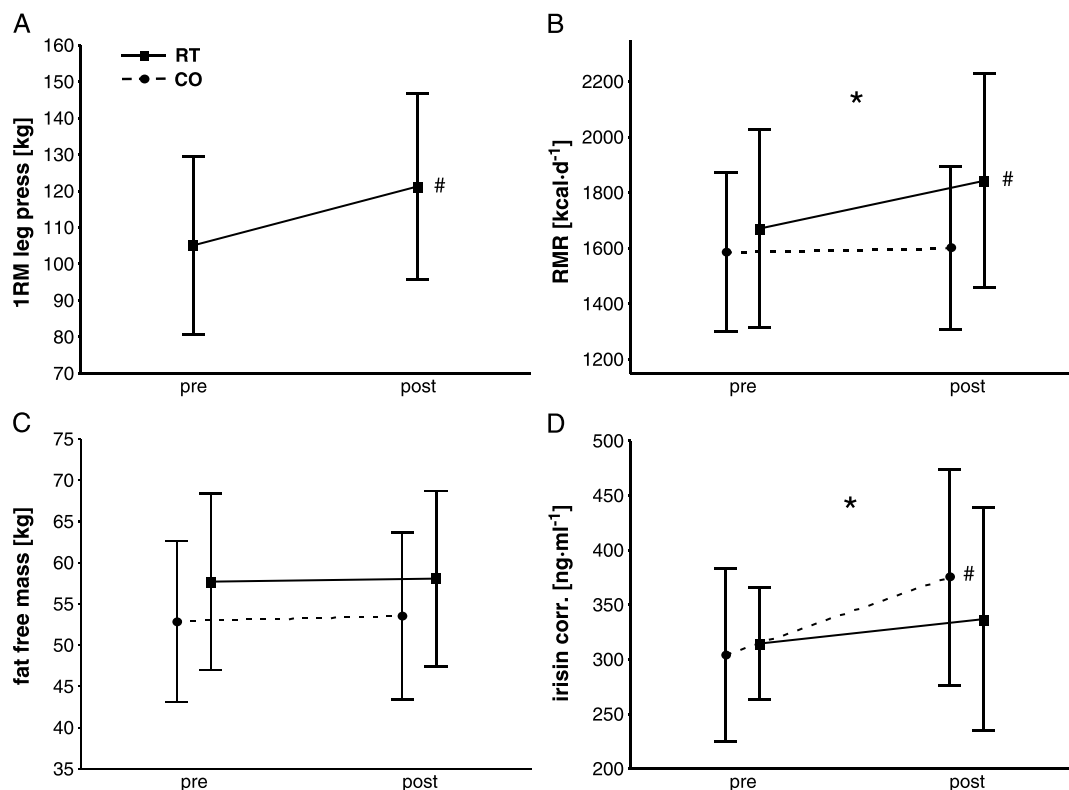 A
1RM leg press [kg]
160
150
140
130
120
110
100
90
80
70
RT
CO
#
pre
post
B
RMR [kcal·d⁻¹]
2200
2000
1800
1600
1400
1200
*
#
pre
post
C
fat free mass [kg]
75
70
65
60
55
50
45
40
35
pre
post
D
irisin corr. [ng·ml⁻¹]
500
450
400
350
300
250
200
*
#
pre
post